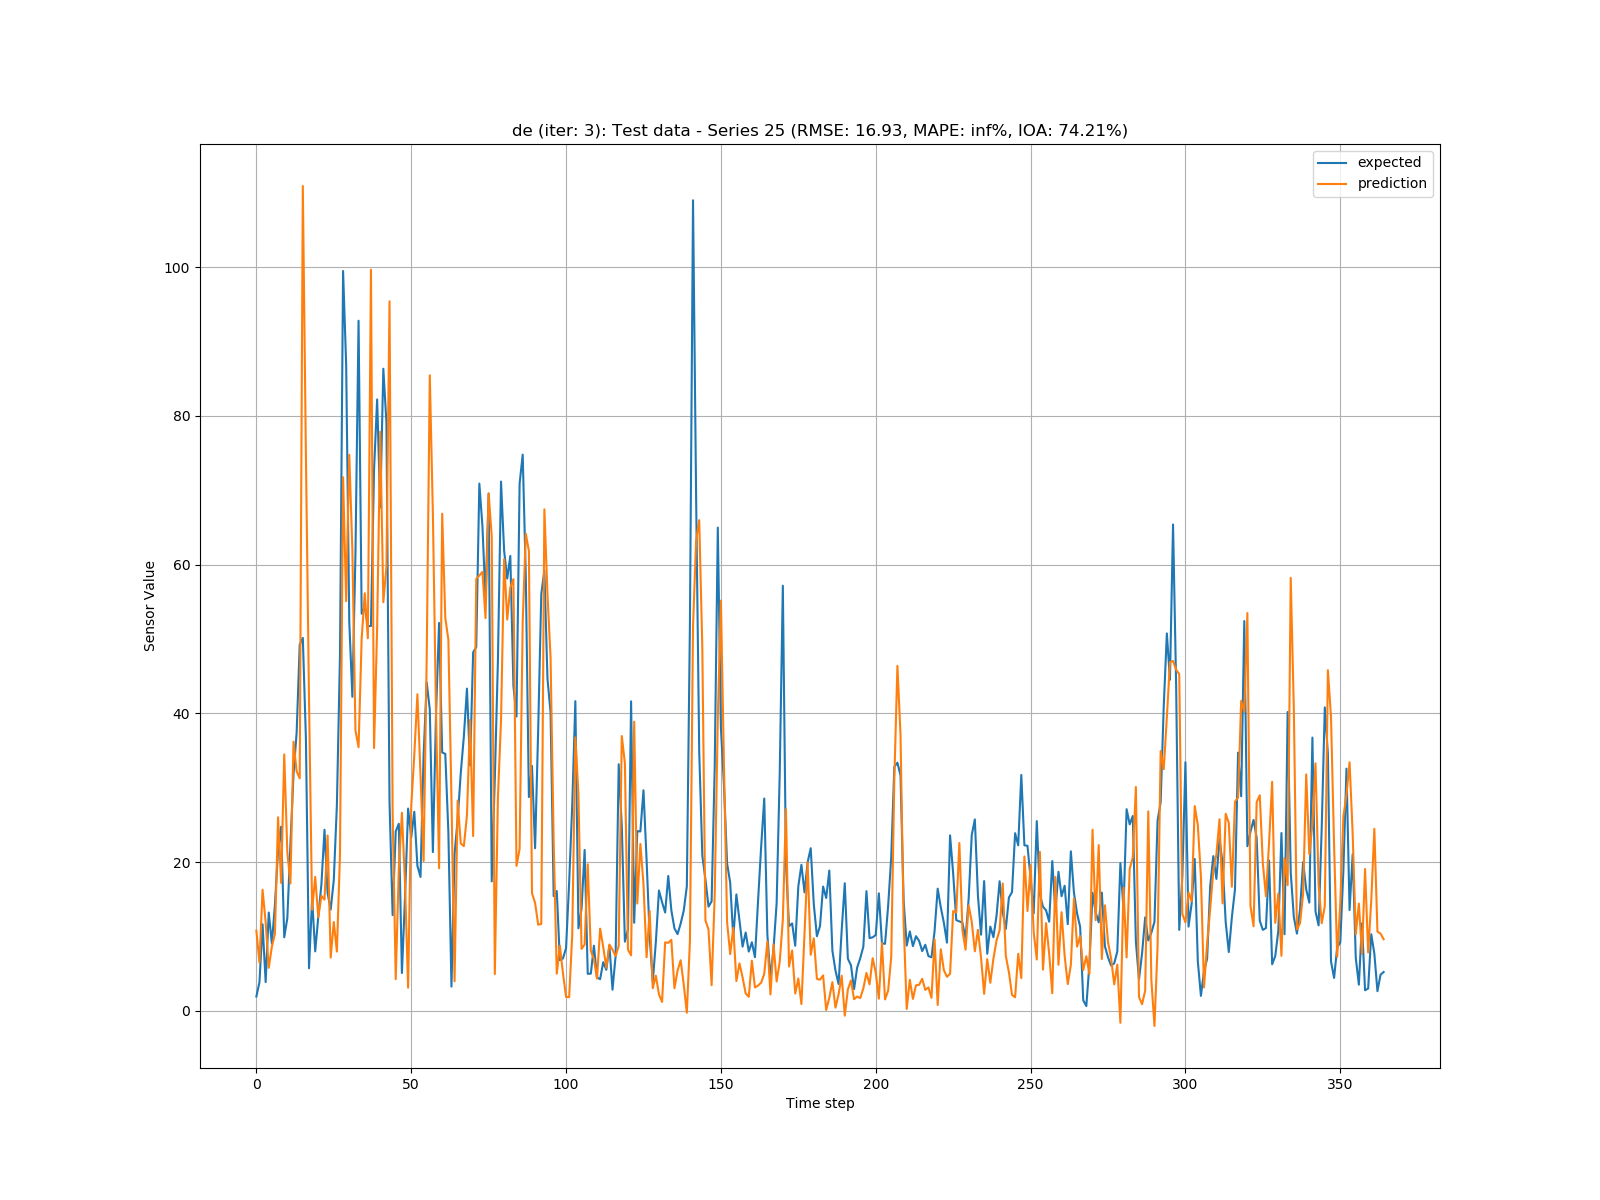 de (iter: 3): Test data - Series 25 (RMSE: 16.93, MAPE: inf%, IOA: 74.21%)
expected
prediction
100
80
60
40
20
0
Sensor Value
0 50 100 150 200 250 300 350
Time step